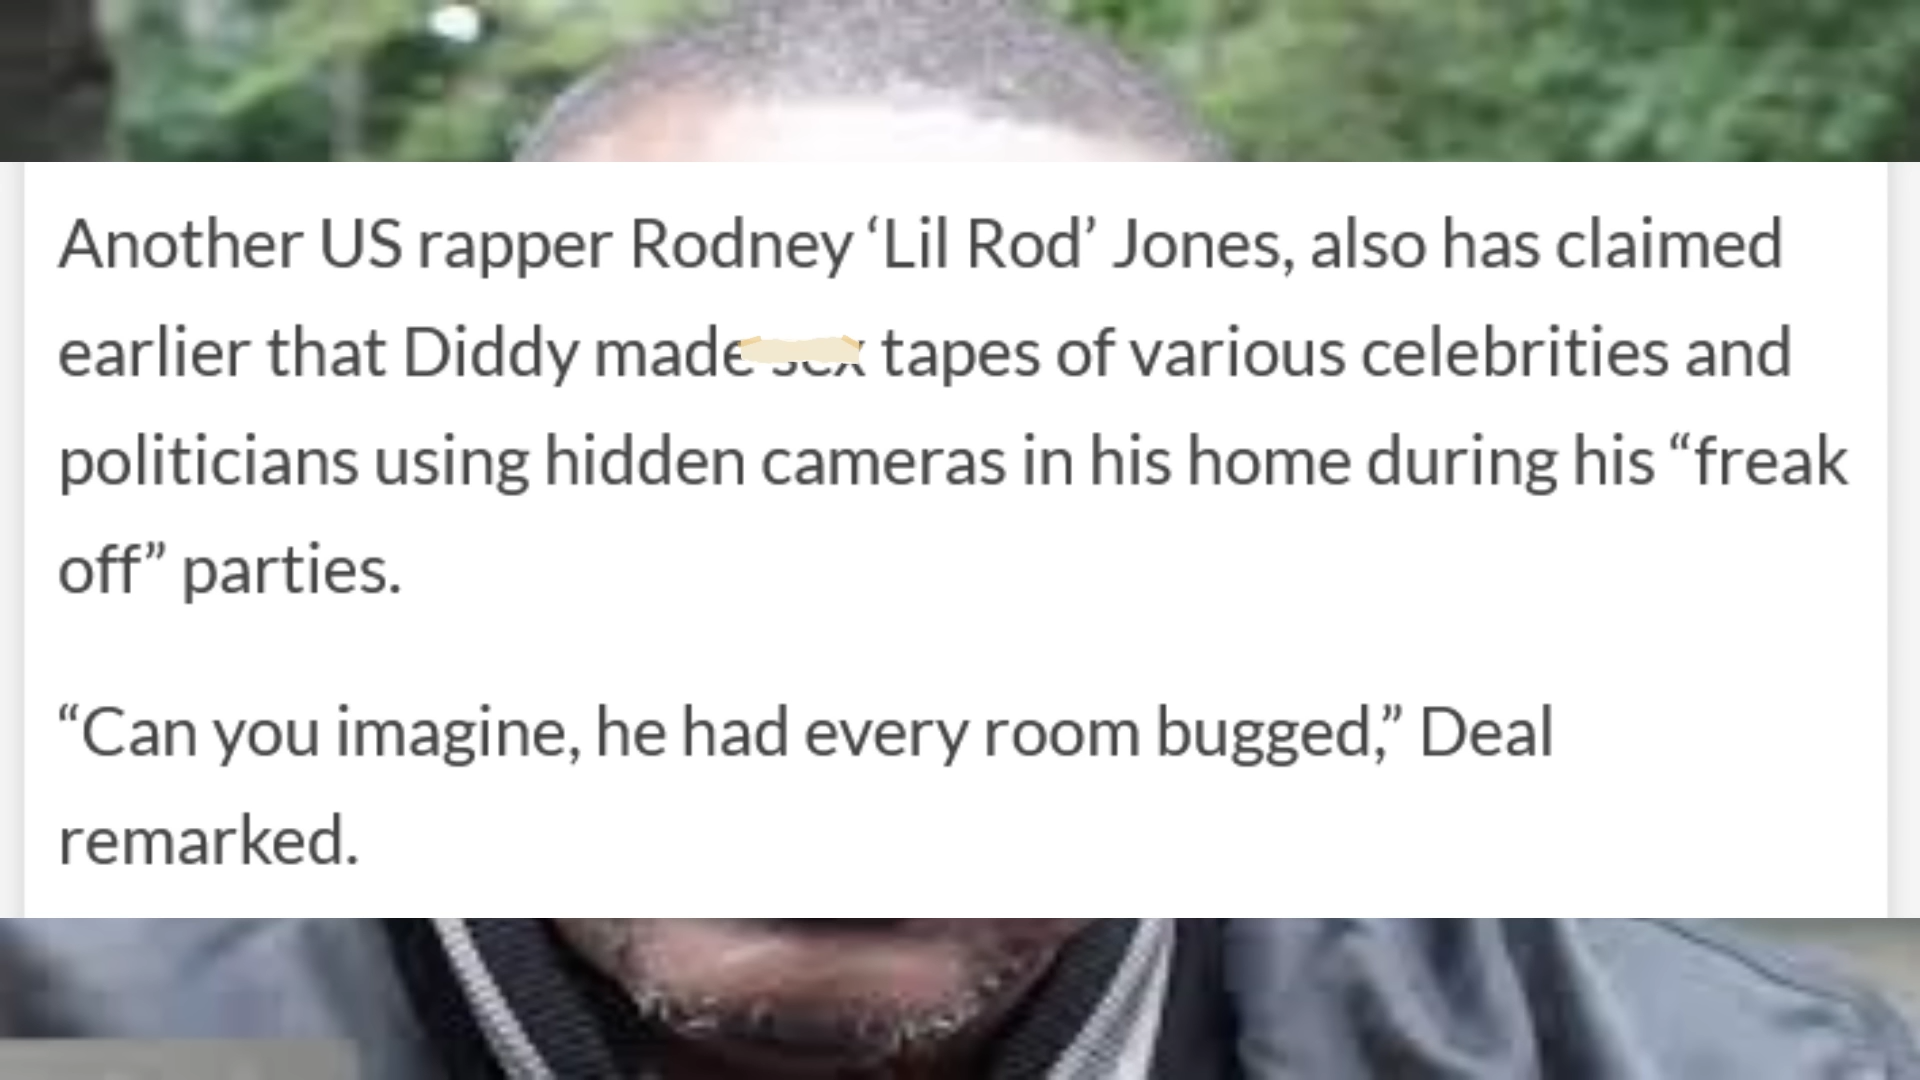 Another US rapper Rodney ‘Lil Rod’ Jones, also has claimed
earlier that Diddy made sex tapes of various celebrities and
politicians using hidden cameras in his home during his “freak
off” parties.
“Can you imagine, he had every room bugged,” Deal
remarked.